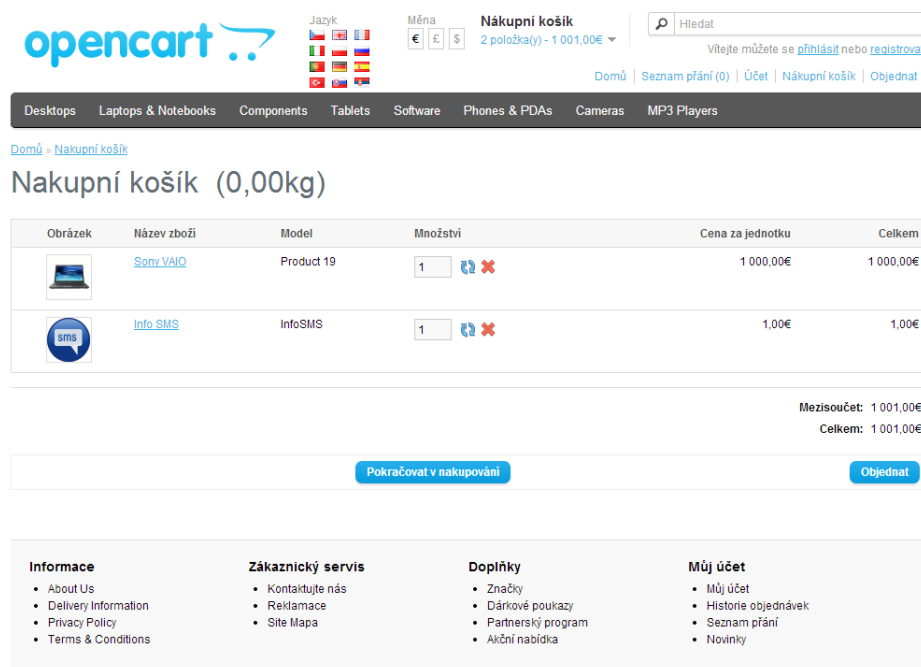 opencart
Jazyk
Měna
€ £ $
Nákupní košík
2 položka(y) - 1 001,00€
Hledat
Vítejte můžete se přihlásit nebo registrova
Domů Seznam přání (0) Účet Nákupní košík Objednat
Desktops Laptops & Notebooks Components Tablets Software Phones & PDAs Cameras MP3 Players
Domů » Nakupní košík
Nakupní košík (0,00kg)
Obrázek Název zboží Model Množství Cena za jednotku Celkem
Sony VAIO Product 19 1 1 000,00€ 1 000,00€
sms Info SMS InfoSMS 1 1,00€ 1,00€
Mezisoučet: 1 001,00€
Celkem: 1 001,00€
Pokračovat v nakupování Objednat
Informace Zákaznický servis Doplňky Můj účet
About Us Kontaktujte nás Značky Můj účet
Delivery Information Reklamace Dárkové poukazy Historie objednávek
Privacy Policy Site Mapa Partnerský program Seznam přání
Terms & Conditions Akční nabídka Novinky